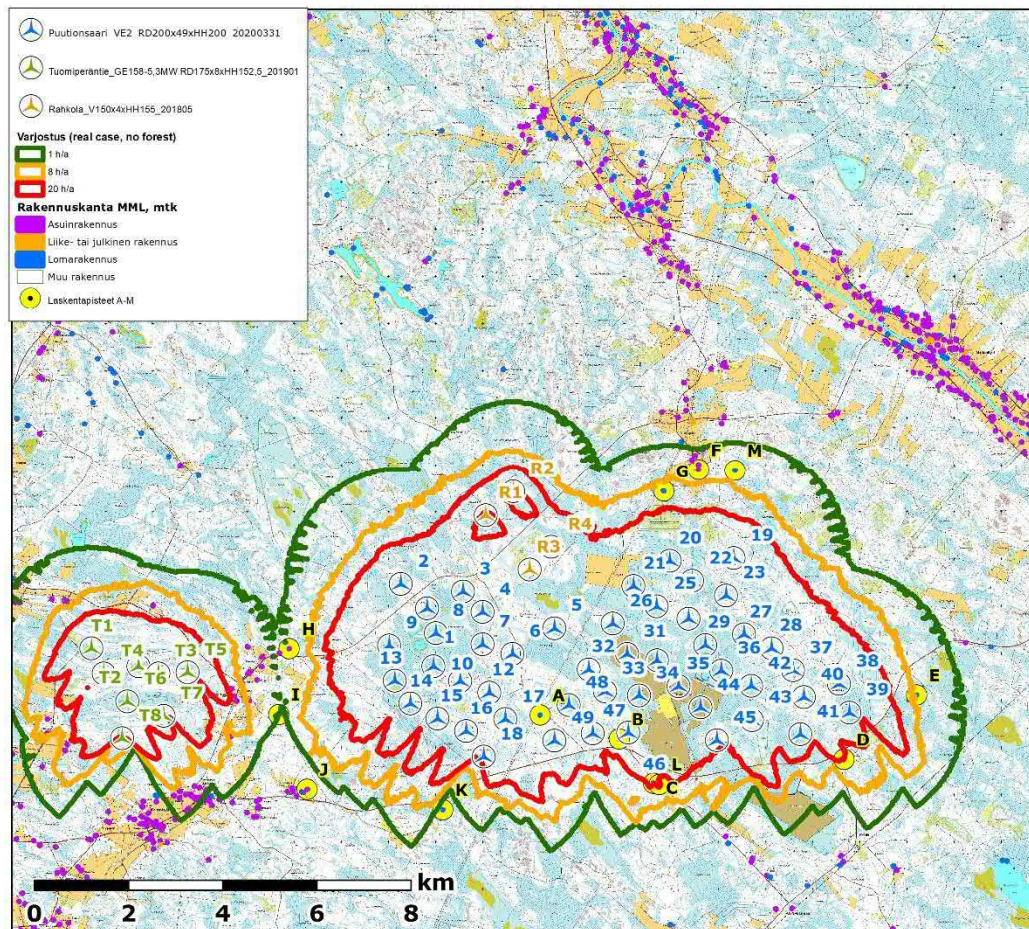 Puutionsaari VE2 RD200x49xHH200 20200331
Tuomiperäntie_GE158-5,3MW RD175x8xHH152,5_201901
Rahkola_V150x4xHH155_201805
Varjostus (real case, no forest)
1 h/a
8 h/a
20 h/a
Rakennuskanta MML, mtk
Asuinrakennus
Liike- tai julkinen rakennus
Lomarakennus
Muu rakennus
Laskentapisteet A-M
F M
G
R2
R1
R4
R3
19
20
21 22
23
25
26
2
3
4
5
27
28
29
31
32
33
34
35
36
37
38
39
40
41
42
43
44
45
46
47
48
49
1
6
7
8
9
10
12
13
14
15
16
17
18
T1
T2
T3
T4
T5
T6
T7
T8
H
I
J
K
A
B
L
C
D
E
km
0 2 4 6 8